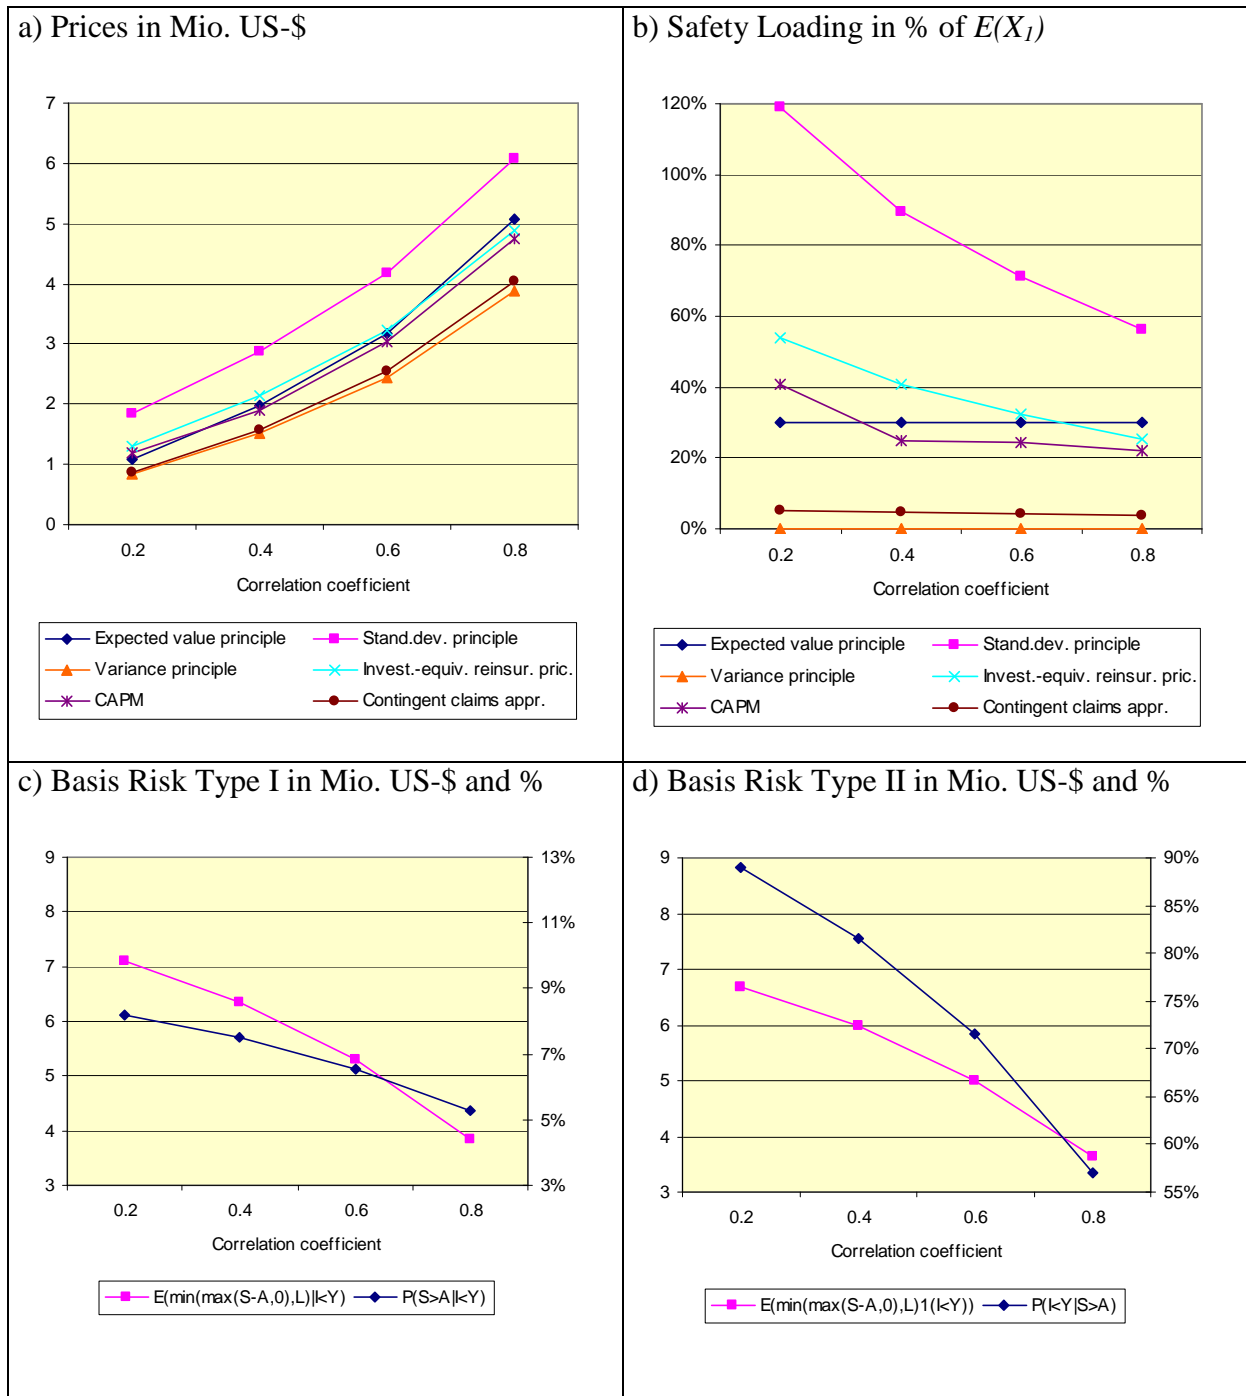 a) Prices in Mio. US-$
7
6
5
4
3
2
1
0
0.2 0.4 0.6 0.8
Correlation coefficient
Expected value principle Stand.dev. principle
Variance principle Invest.-equiv. reinsur. pric.
CAPM Contingent claims appr.
b) Safety Loading in % of E(X1)
120%
100%
80%
60%
40%
20%
0%
0.2 0.4 0.6 0.8
Correlation coefficient
Expected value principle Stand.dev. principle
Variance principle Invest.-equiv. reinsur. pric.
CAPM Contingent claims appr.
c) Basis Risk Type I in Mio. US-$ and %
9 13%
8 11%
7
6 9%
5 7%
4 5%
3 3%
0.2 0.4 0.6 0.8
Correlation coefficient
E(min(max(S-A,0),L)|I<Y) P(S>A|I<Y)
d) Basis Risk Type II in Mio. US-$ and %
9 90%
8 85%
80%
7 75%
6 70%
5 65%
4 60%
3 55%
0.2 0.4 0.6 0.8
Correlation coefficient
E(min(max(S-A,0),L)1(I<Y)) P(I<Y|S>A)